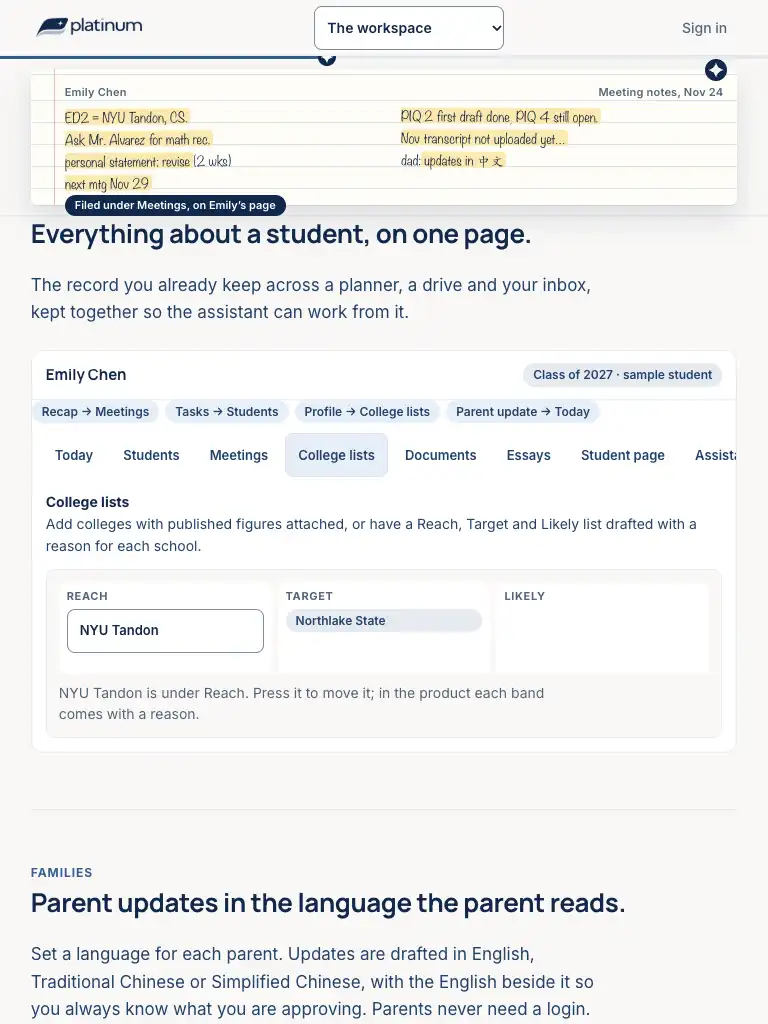 platinum
The workspace
Sign in
Emily Chen
Meeting notes, Nov 24
ED2 = NYU Tandon, CS.
Ask Mr. Alvarez for math rec.
personal statement: revise (2 wks)
next mtg Nov 29
PIQ 2 first draft done, PIQ 4 still open.
Nov transcript not uploaded yet...
dad: updates in 中文
Filed under Meetings, on Emily's page
Everything about a student, on one page.
The record you already keep across a planner, a drive and your inbox,
kept together so the assistant can work from it.
Emily Chen
Class of 2027 · sample student
Recap → Meetings
Tasks → Students
Profile → College lists
Parent update → Today
Today
Students
Meetings
College lists
Documents
Essays
Student page
Assista
College lists
Add colleges with published figures attached, or have a Reach, Target and Likely list drafted with a
reason for each school.
REACH
TARGET
LIKELY
NYU Tandon
Northlake State
NYU Tandon is under Reach. Press it to move it; in the product each band
comes with a reason.
FAMILIES
Parent updates in the language the parent reads.
Set a language for each parent. Updates are drafted in English,
Traditional Chinese or Simplified Chinese, with the English beside it so
you always know what you are approving. Parents never need a login.